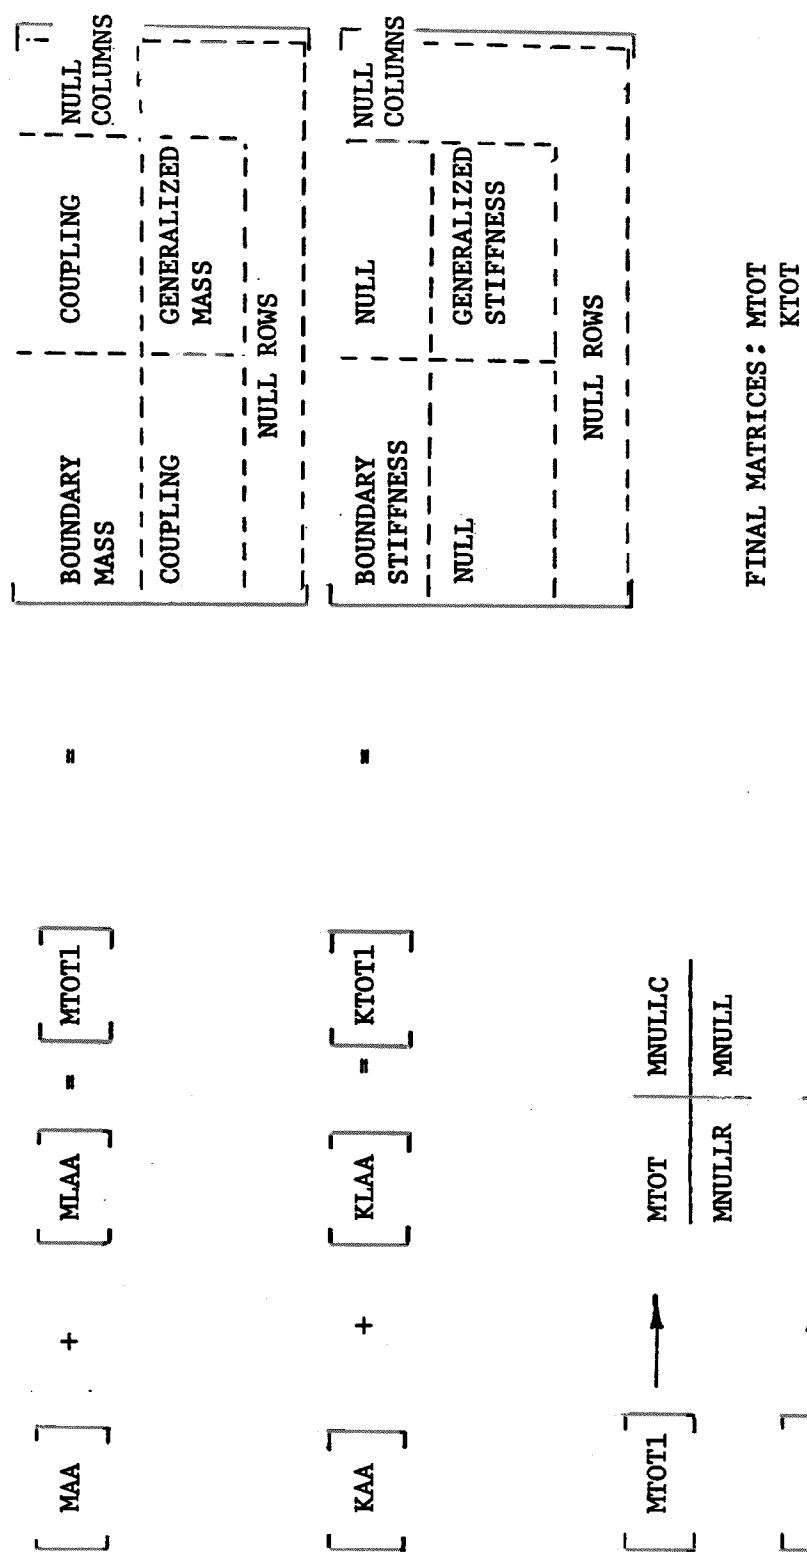 [MAA] + [MLAA] = [MTOT1] =
BOUNDARY MASS COUPLING NULL COLUMNS
COUPLING GENERALIZED MASS
NULL ROWS
[KAA] + [KLAA] = [KTOT1] =
BOUNDARY STIFFNESS NULL NULL COLUMNS
NULL GENERALIZED STIFFNESS
NULL ROWS
[MTOT1] → MTOT MNULLC
MNULLR MNULL
FINAL MATRICES: MTOT
KTOT